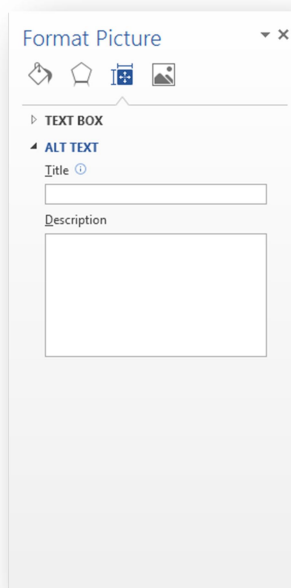 Format Picture
TEXT BOX
ALT TEXT
Title
Description